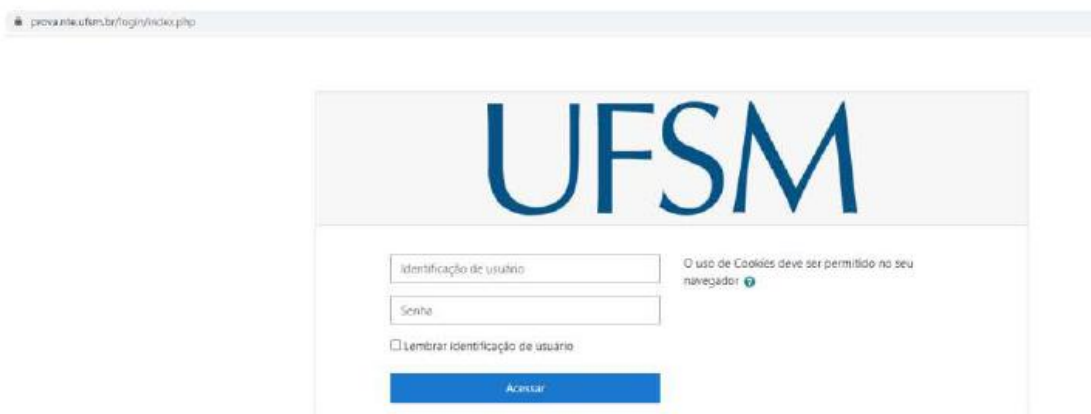 prova.nte.ufsm.br/login/index.php
UFSM
Identificação de usuário
Senha
Lembrar identificação de usuário
Acessar
O uso de Cookies deve ser permitido no seu
navegador